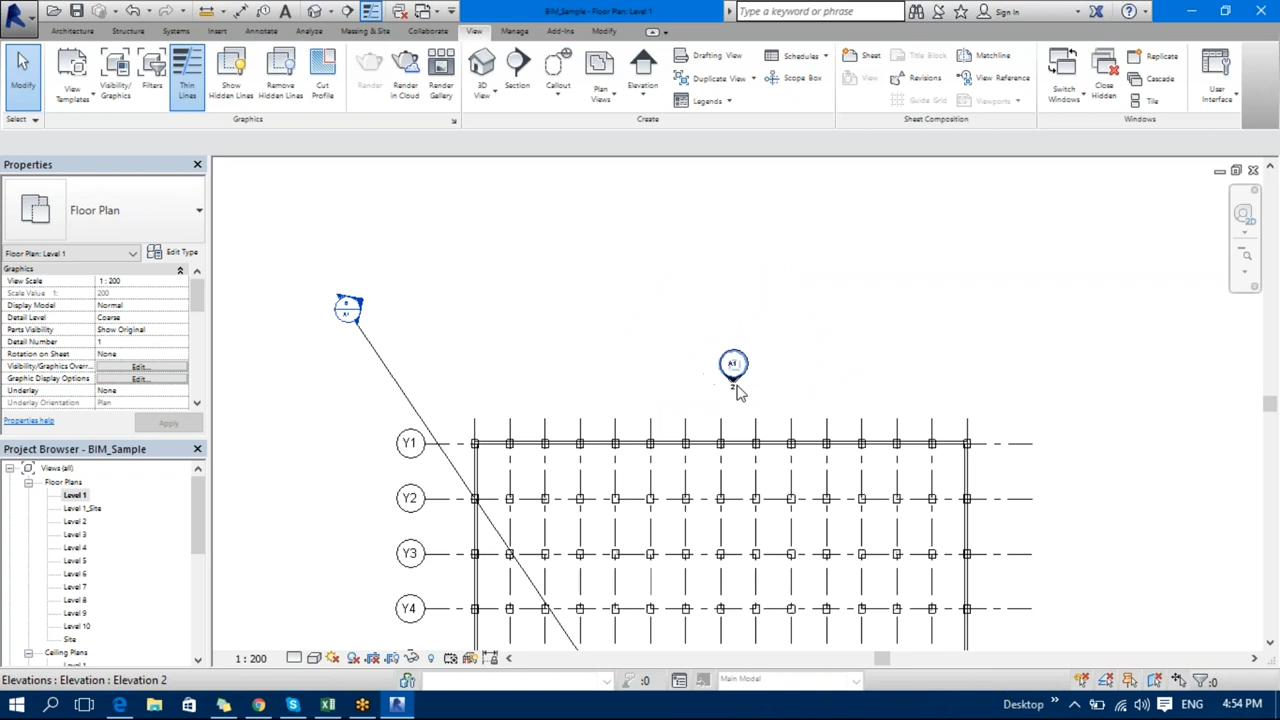 BIM_Sample - Floor Plan: Level 1
Type a keyword or phrase
Sign In
Architecture Structure Systems Insert Annotate Analyze Massing & Site Collaborate View Manage Add-Ins Modify
Modify
View Templates
Visibility/ Graphics
Filters
Thin Lines
Show Hidden Lines
Remove Hidden Lines
Cut Profile
Render
Render in Cloud
Render Gallery
3D View
Section
Callout
Plan Views
Elevation
Drafting View
Duplicate View
Legends
Schedules
Scope Box
Sheet
View
Title Block
Revisions
Guide Grid
Matchline
View Reference
Viewports
Switch Windows
Close Hidden
Replicate
Cascade
Tile
User Interface
Select Graphics Create Sheet Composition Windows
Properties
Floor Plan
Floor Plan: Level 1 Edit Type
Graphics
View Scale 1 : 200
Scale Value 1: 200
Display Model Normal
Detail Level Coarse
Parts Visibility Show Original
Detail Number 1
Rotation on Sheet None
Visibility/Graphics Overr... Edit...
Graphic Display Options Edit...
Underlay None
Underlay Orientation Plan
Properties help Apply
Project Browser - BIM_Sample
Views (all)
Floor Plans
Level 1
Level 1_Site
Level 2
Level 3
Level 4
Level 5
Level 6
Level 7
Level 8
Level 9
Level 10
Site
Ceiling Plans
2D
A1
2
Y1
Y2
Y3
Y4
1 : 200
Elevations : Elevation : Elevation 2
:0
Main Model
:0
Desktop
ENG
4:54 PM